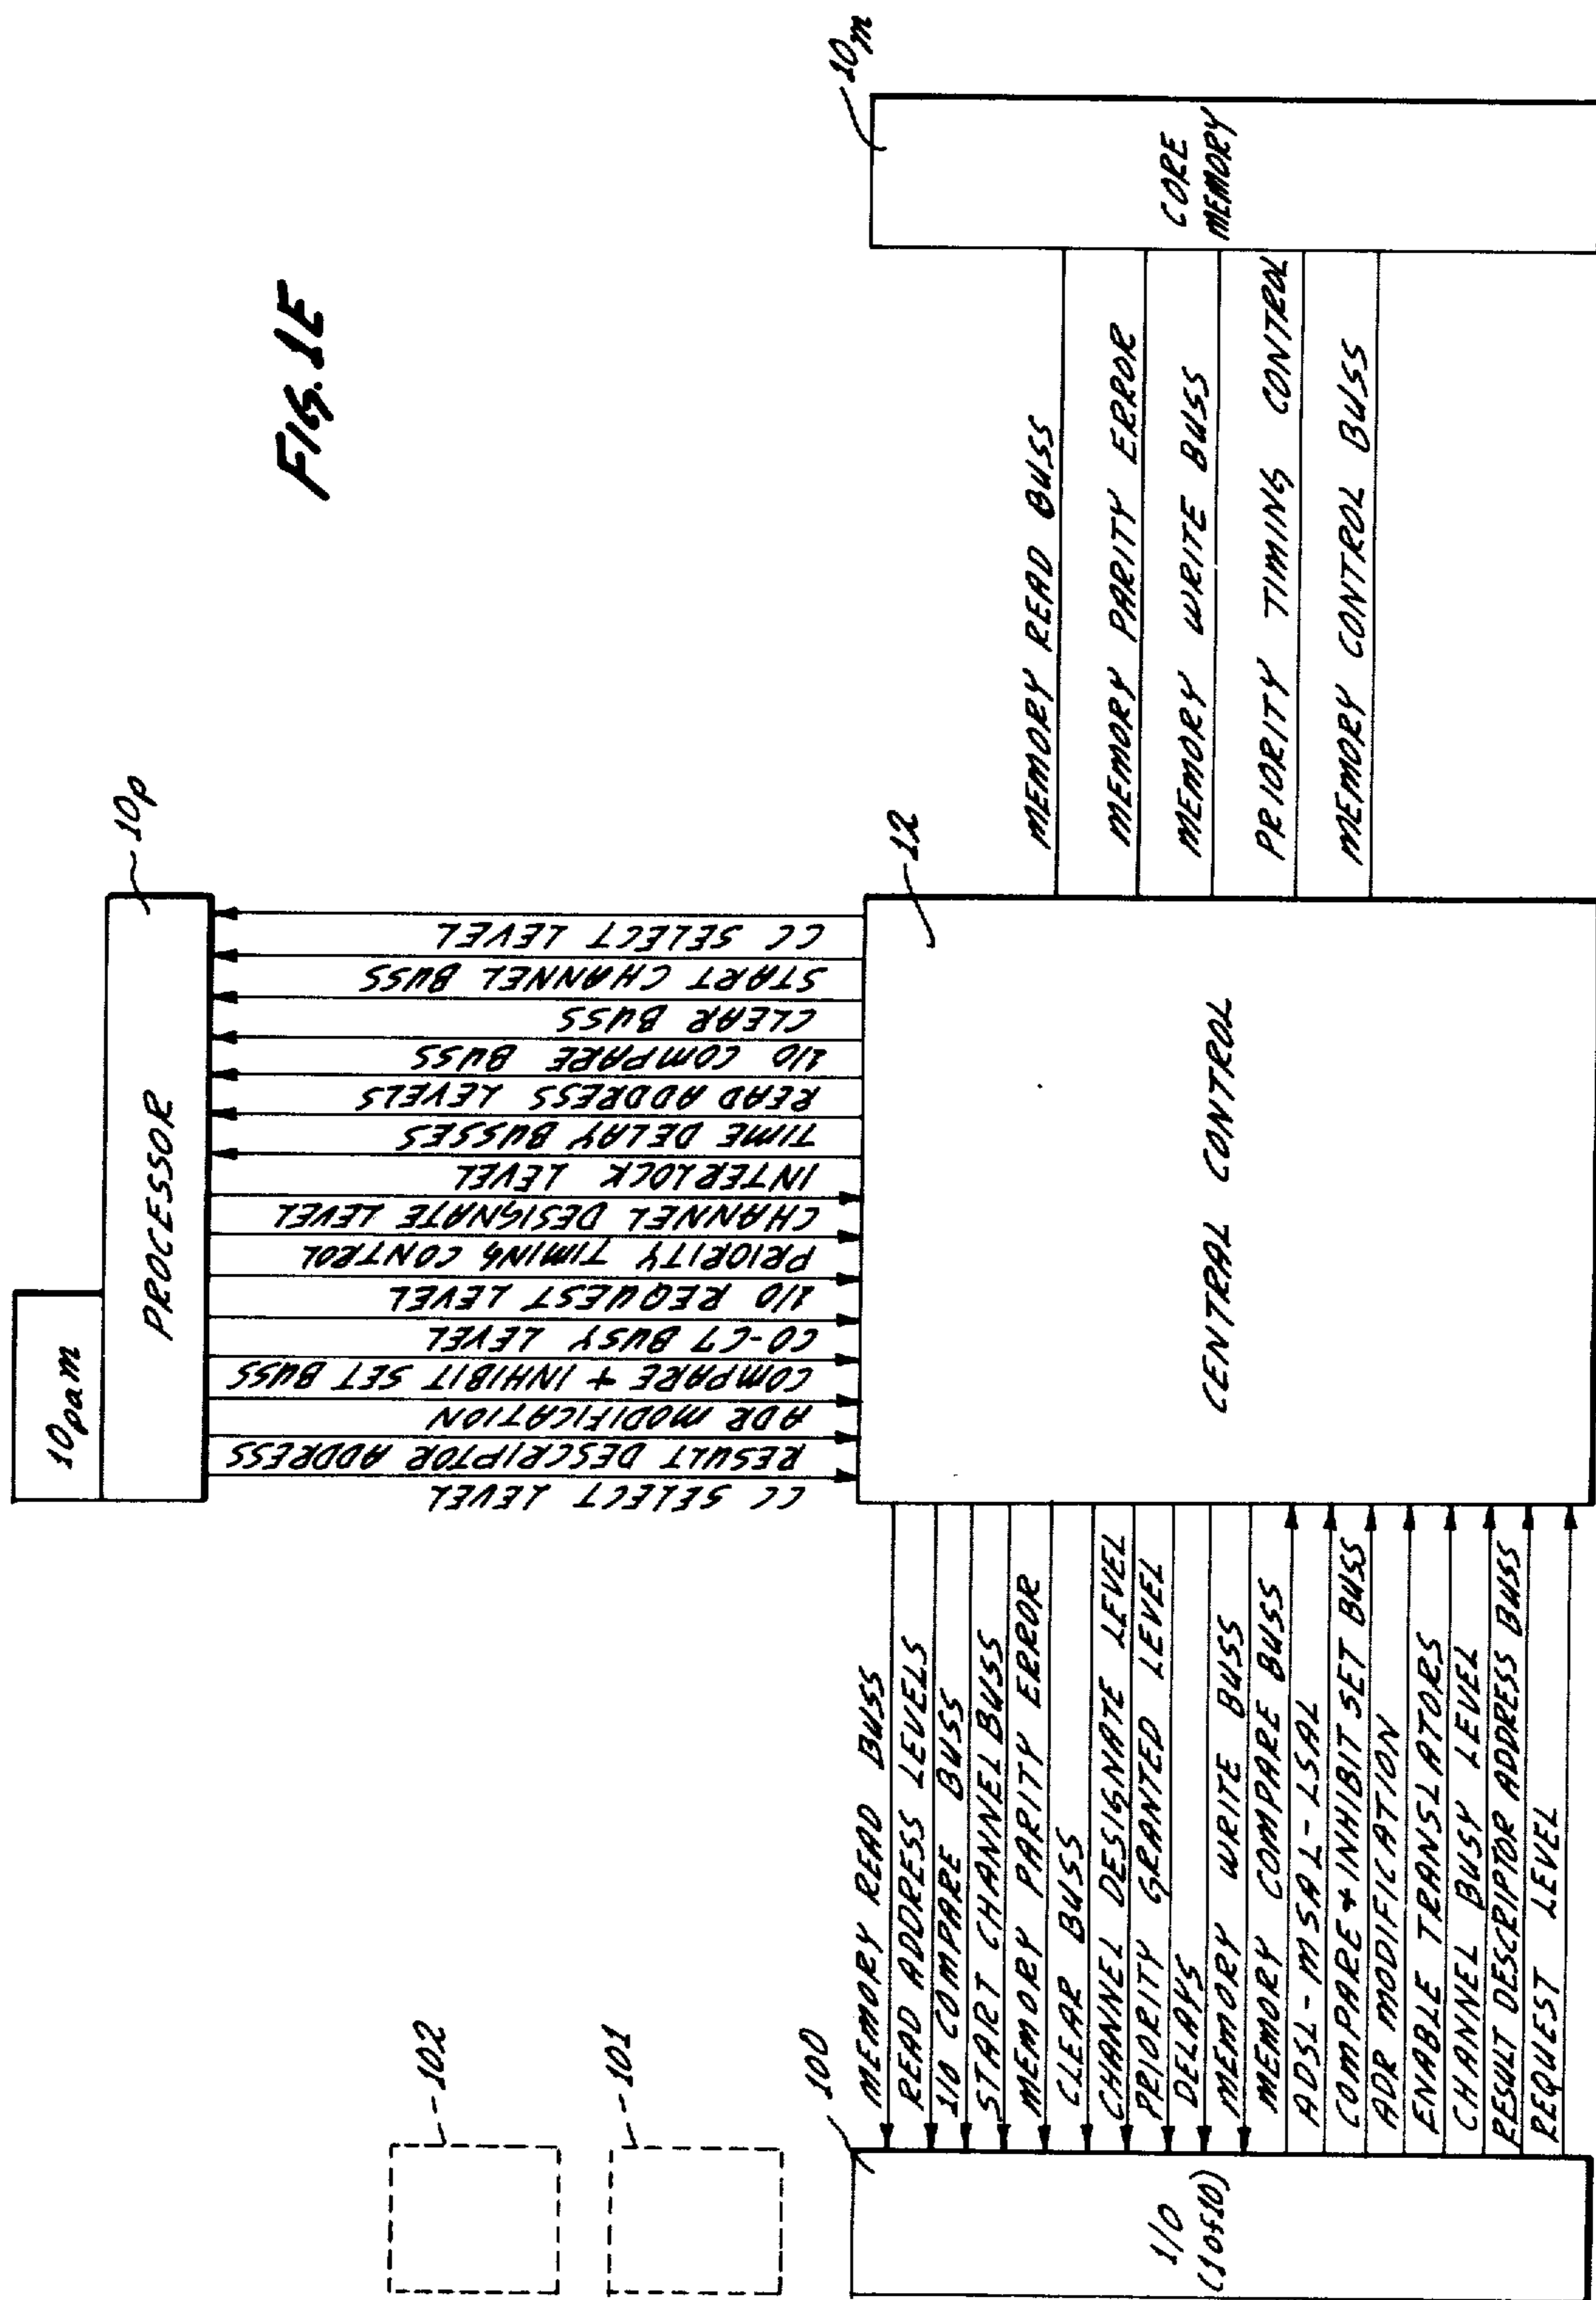 FIG. 1E
10pam
PROCESSOR
10p
CC SELECT LEVEL
RESULT DESCRIPTOR ADDRESS
ADR MODIFICATION
COMPARE + INHIBIT SET BUSS
CO-C7 BUSY LEVEL
I/O REQUEST LEVEL
PRIORITY TIMING CONTROL
CHANNEL DESIGNATE LEVEL
INTERLOCK LEVEL
TIME DELAY BUSSES
READ ADDRESS LEVELS
I/O COMPARE BUSS
CLEAR BUSS
START CHANNEL BUSS
CC SELECT LEVEL
102
101
100
I/O
(1 of 10)
MEMORY READ BUSS
READ ADDRESS LEVELS
I/O COMPARE BUSS
START CHANNEL BUSS
MEMORY PARITY ERROR
CLEAR BUSS
CHANNEL DESIGNATE LEVEL
PRIORITY GRANTED LEVEL
DELAYS
MEMORY WRITE BUSS
MEMORY COMPARE BUSS
ADSL-MSAL-LSAL
COMPARE + INHIBIT SET BUSS
ADR MODIFICATION
ENABLE TRANSLATORS
CHANNEL BUSY LEVEL
RESULT DESCRIPTOR ADDRESS BUSS
REQUEST LEVEL
12
CENTRAL CONTROL
MEMORY READ BUSS
MEMORY PARITY ERROR
MEMORY WRITE BUSS
PRIORITY TIMING CONTROL
MEMORY CONTROL BUSS
10m
CORE
MEMORY